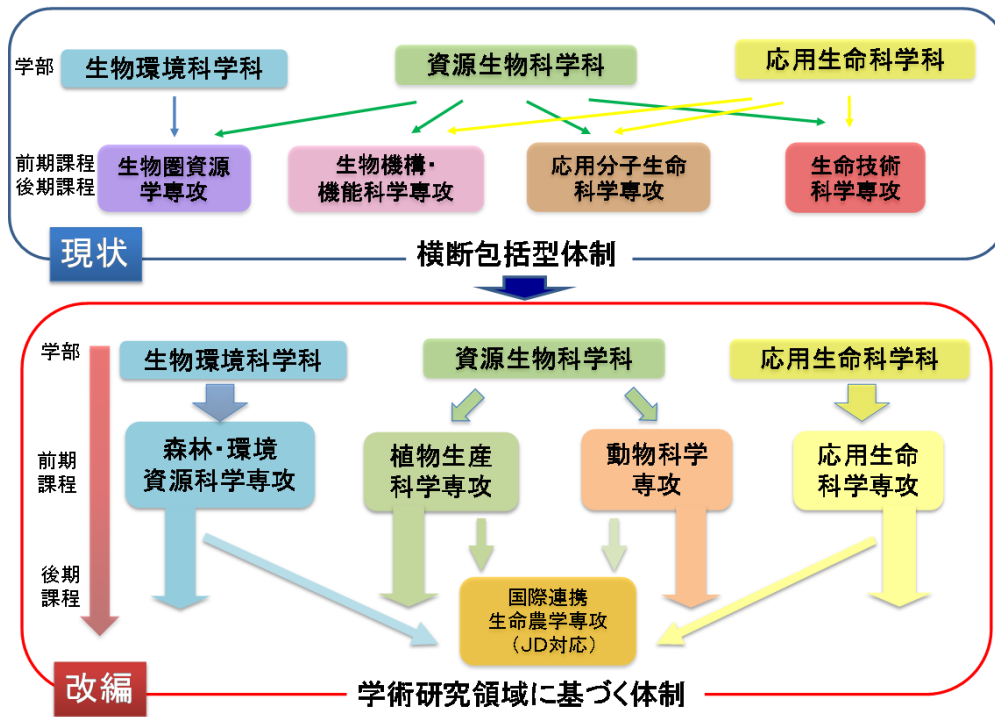 学部
生物環境科学科
資源生物科学科
応用生命科学科
前期課程
後期課程
生物圏資源
学専攻
生物機構・
機能科学専攻
応用分子生命
科学専攻
生命技術
科学専攻
現状
横断包括型体制
学部
生物環境科学科
資源生物科学科
応用生命科学科
前期
課程
森林・環境
資源科学専攻
植物生産
科学専攻
動物科学
専攻
応用生命
科学専攻
後期
課程
国際連携
生命農学専攻
（JD対応）
改編
学術研究領域に基づく体制